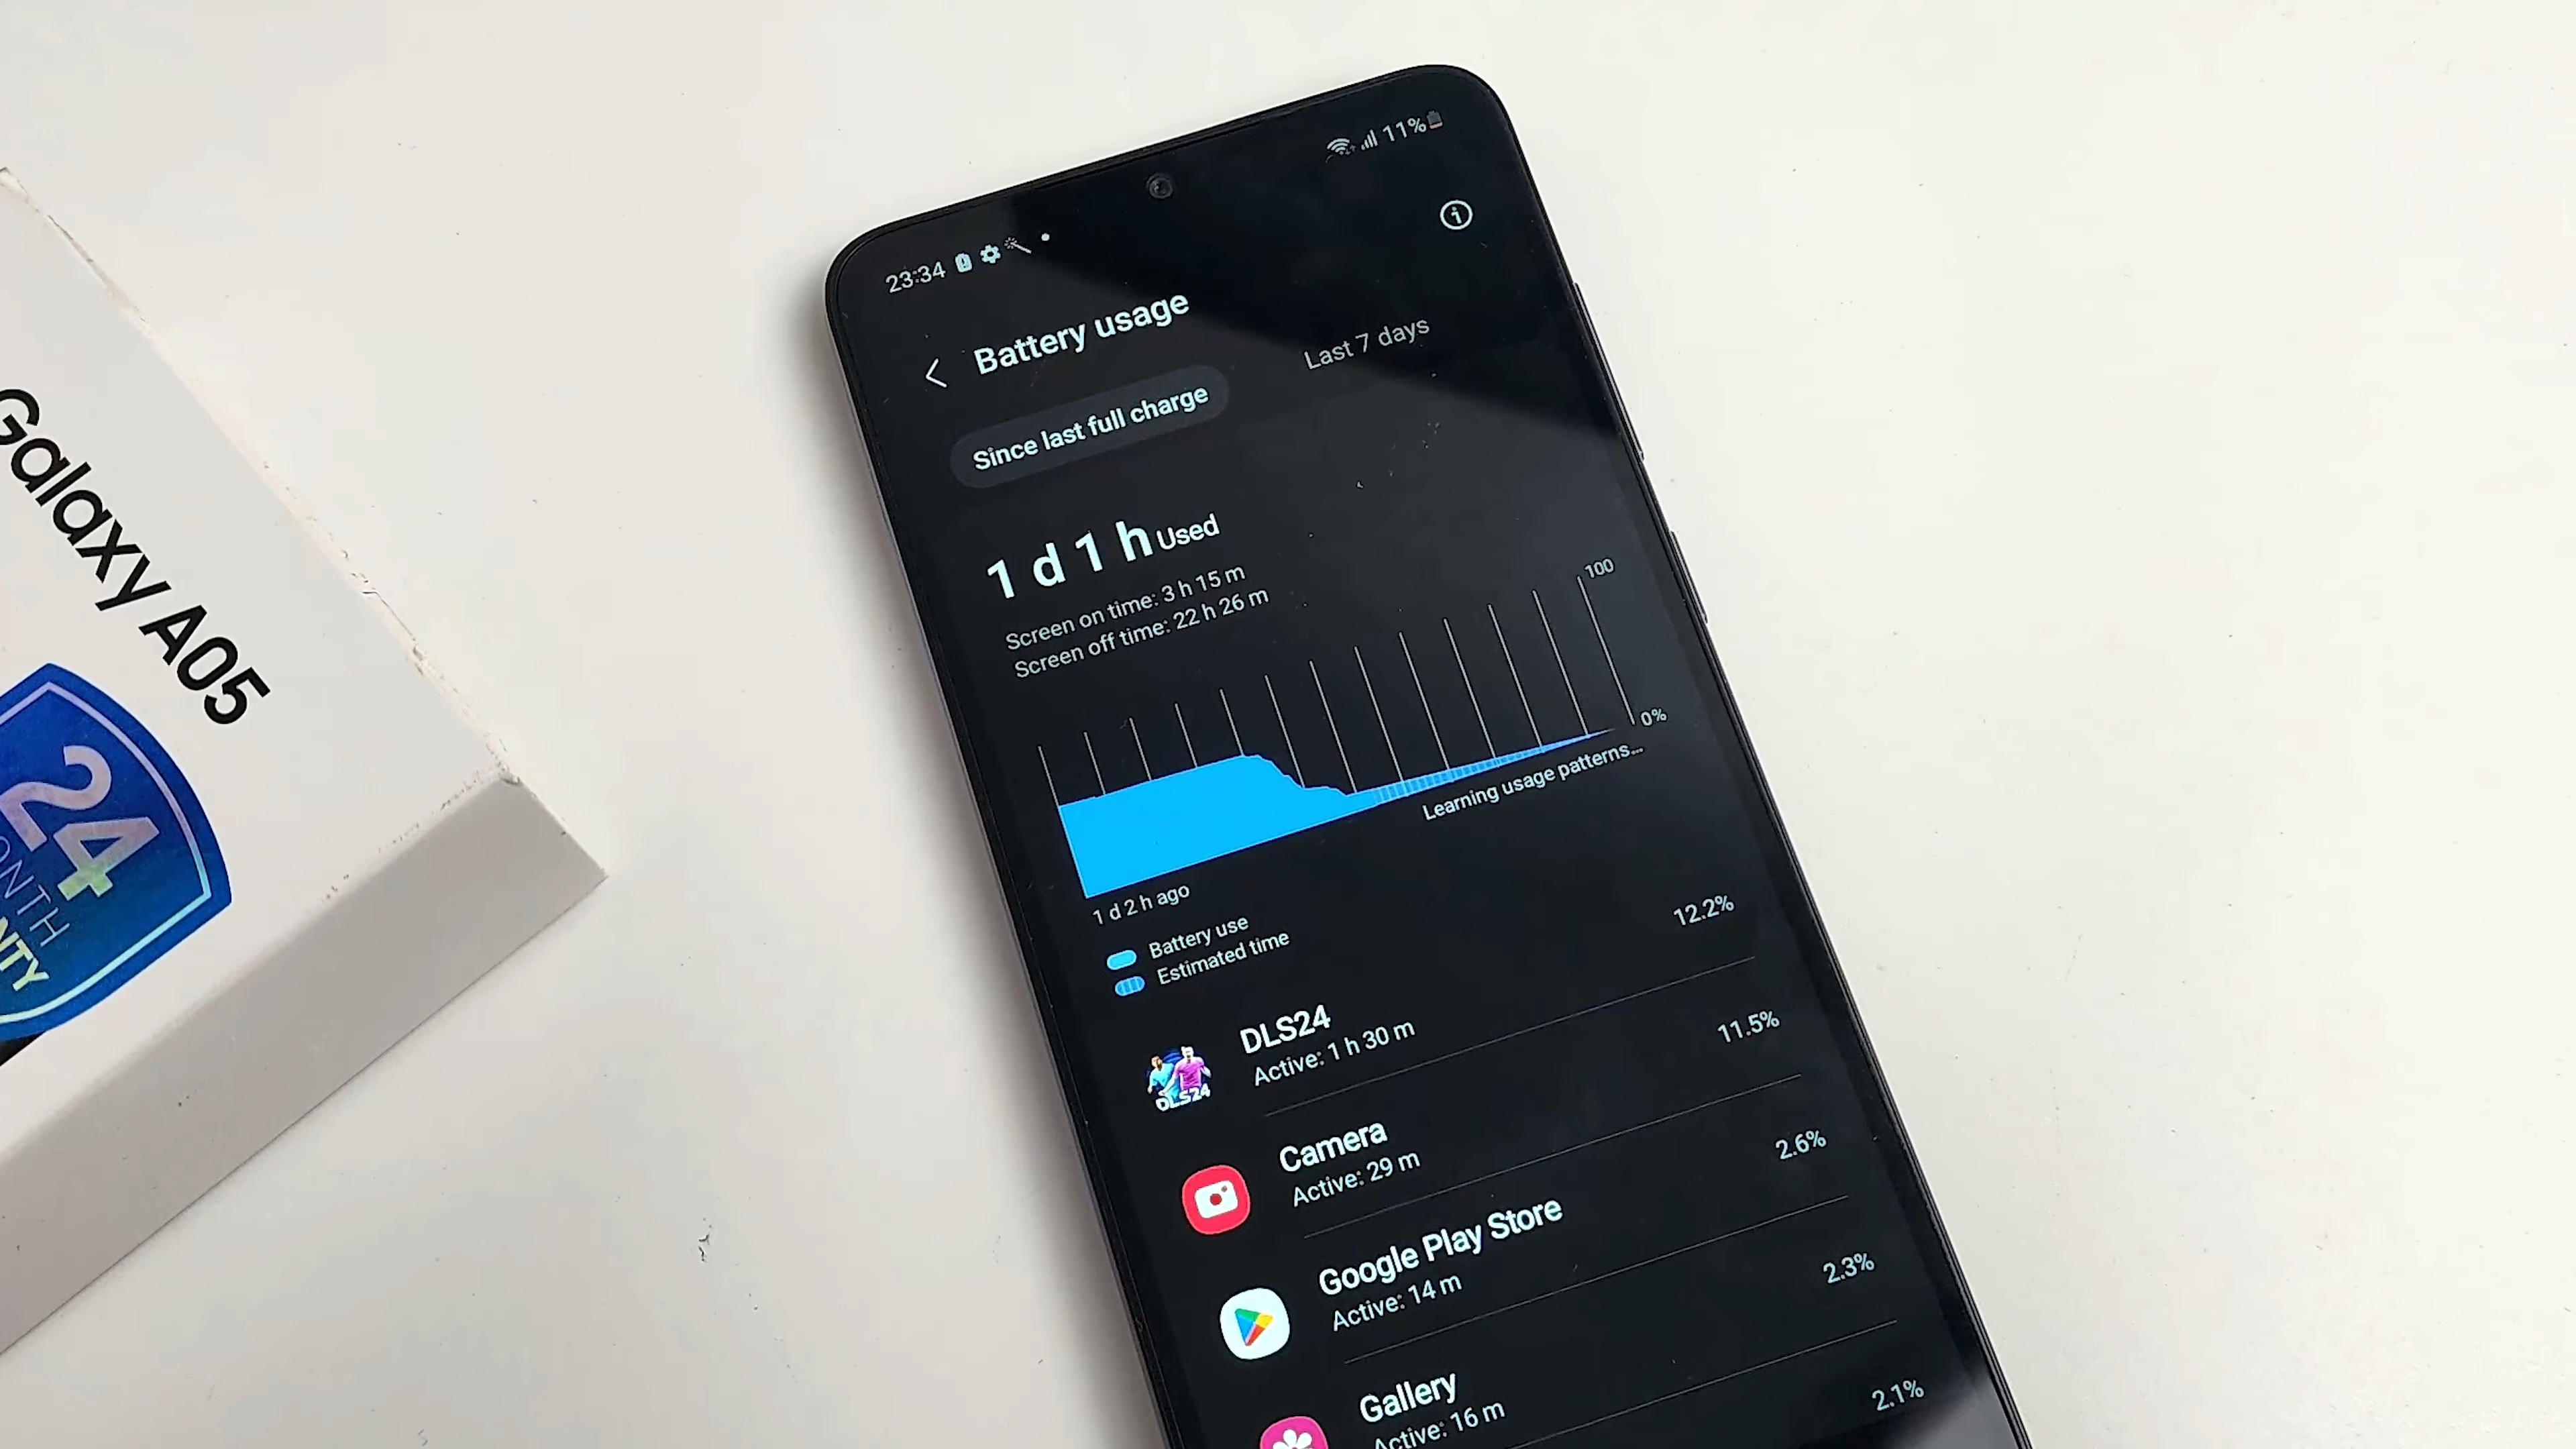 Galaxy A05
24
NTY
23:34
11%
Battery usage
Since last full charge
Last 7 days
1 d 1 h Used
Screen on time: 3 h 15 m
Screen off time: 22 h 26 m
100
0%
Learning usage patterns...
1 d 2 h ago
Battery use
Estimated time
12.2%
DLS24
Active: 1 h 30 m
DLS24
11.5%
Camera
Active: 29 m
2.6%
Google Play Store
Active: 14 m
2.3%
Gallery
Active: 16 m
2.1%